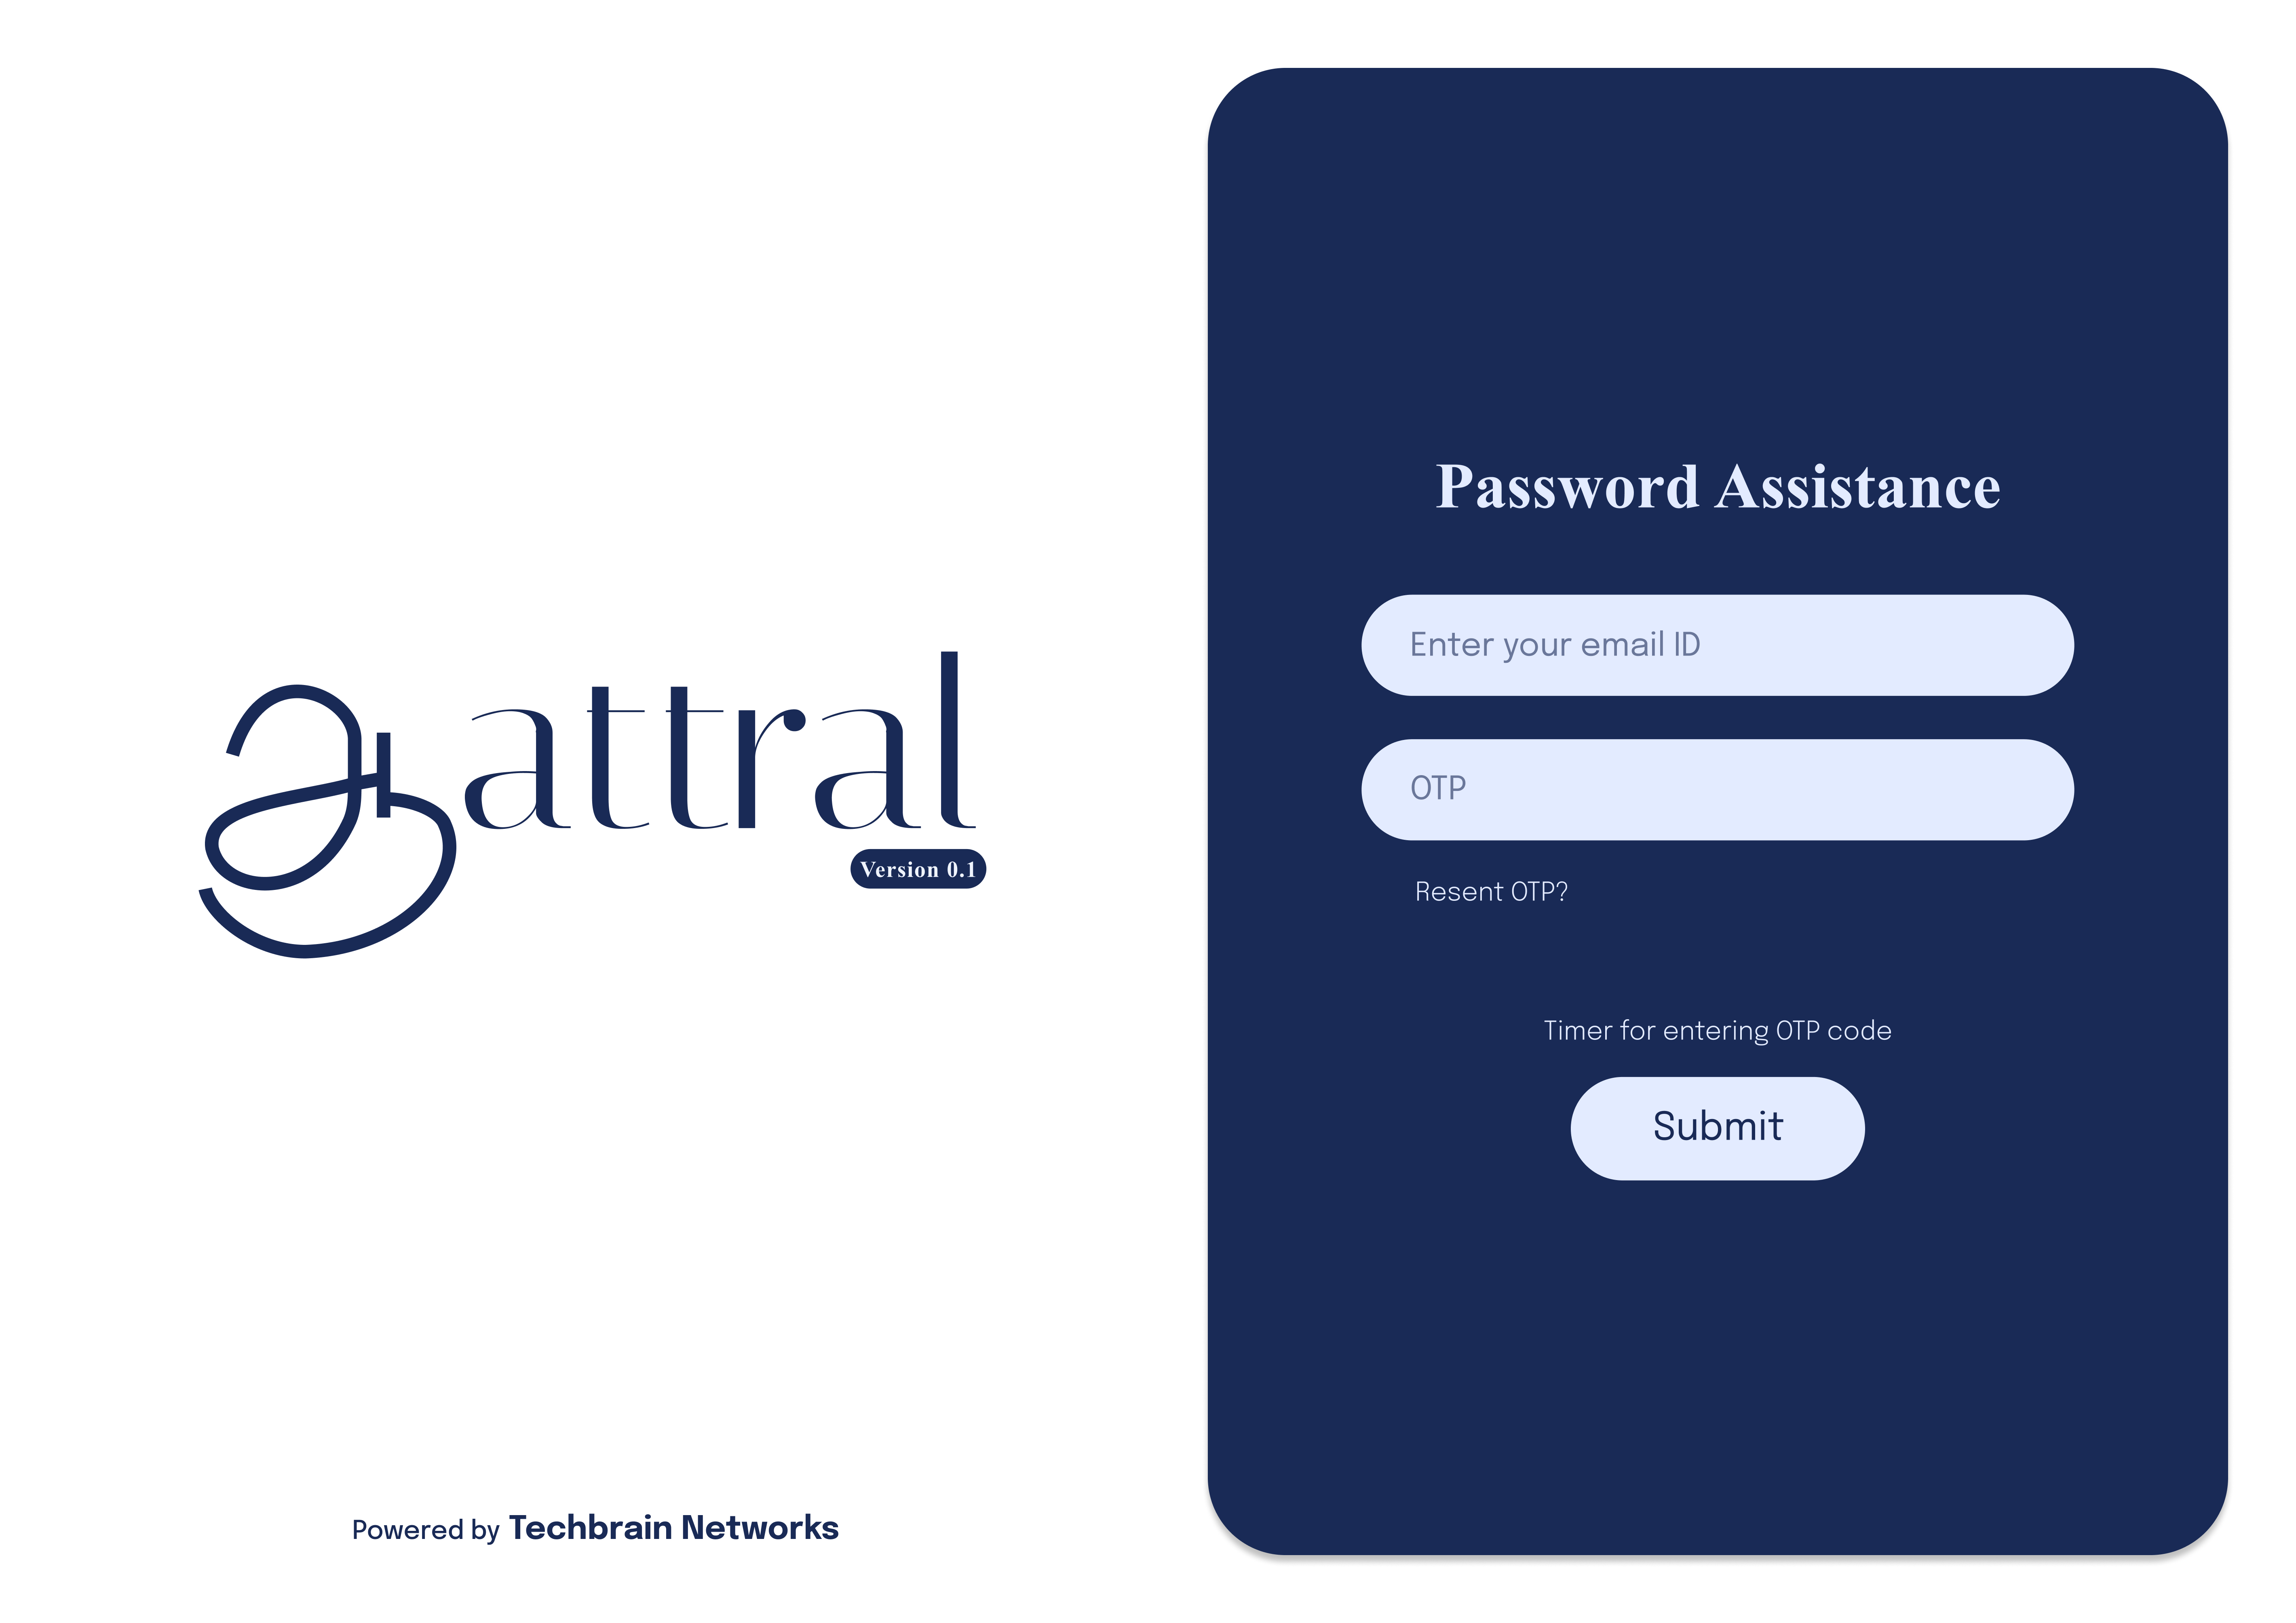 attral
Version 0.1
Powered by Techbrain Networks
Password Assistance
Enter your email ID
OTP
Resent OTP?
Timer for entering OTP code
Submit